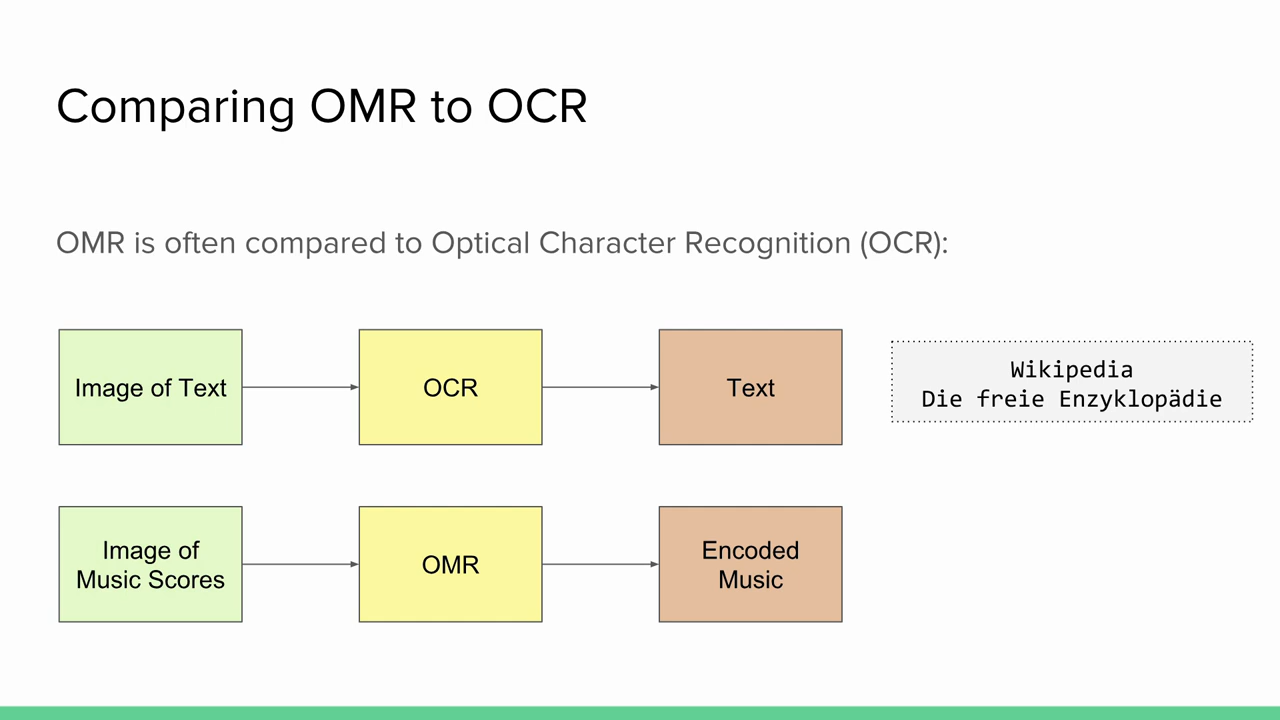 Comparing OMR to OCR
OMR is often compared to Optical Character Recognition (OCR):
Image of Text
OCR
Text
Wikipedia
Die freie Enzyklopädie
Image of
Music Scores
OMR
Encoded
Music